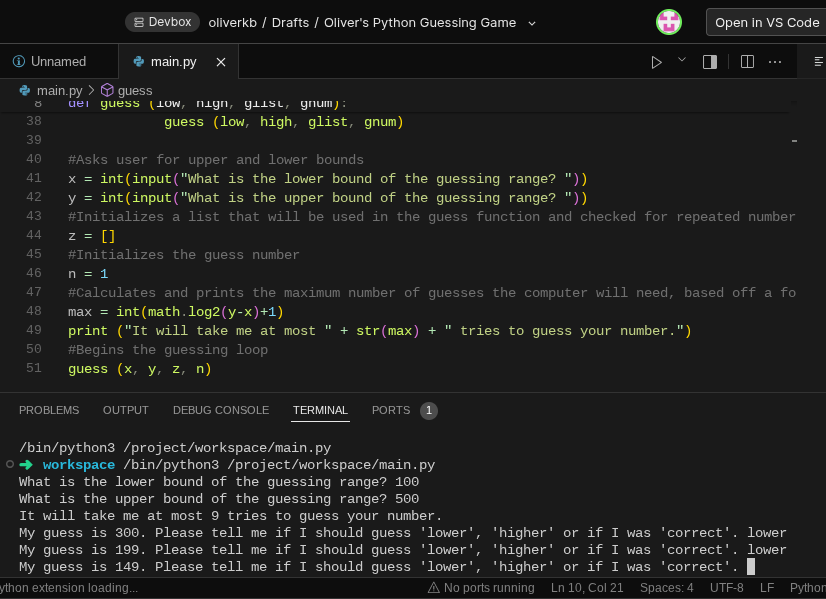 Devbox oliverkb / Drafts / Oliver's Python Guessing Game
Open in VS Code
Unnamed main.py
main.py > guess
8 def guess (low, high, glist, gnum):
38 guess (low, high, glist, gnum)
39
40 #Asks user for upper and lower bounds
41 x = int(input("What is the lower bound of the guessing range? "))
42 y = int(input("What is the upper bound of the guessing range? "))
43 #Initializes a list that will be used in the guess function and checked for repeated number
44 z = []
45 #Initializes the guess number
46 n = 1
47 #Calculates and prints the maximum number of guesses the computer will need, based off a fo
48 max = int(math.log2(y-x)+1)
49 print ("It will take me at most " + str(max) + " tries to guess your number.")
50 #Begins the guessing loop
51 guess (x, y, z, n)
PROBLEMS OUTPUT DEBUG CONSOLE TERMINAL PORTS 1
/bin/python3 /project/workspace/main.py
➜ workspace /bin/python3 /project/workspace/main.py
What is the lower bound of the guessing range? 100
What is the upper bound of the guessing range? 500
It will take me at most 9 tries to guess your number.
My guess is 300. Please tell me if I should guess 'lower', 'higher' or if I was 'correct'. lower
My guess is 199. Please tell me if I should guess 'lower', 'higher' or if I was 'correct'. lower
My guess is 149. Please tell me if I should guess 'lower', 'higher' or if I was 'correct'.
ython extension loading... No ports running Ln 10, Col 21 Spaces: 4 UTF-8 LF Python